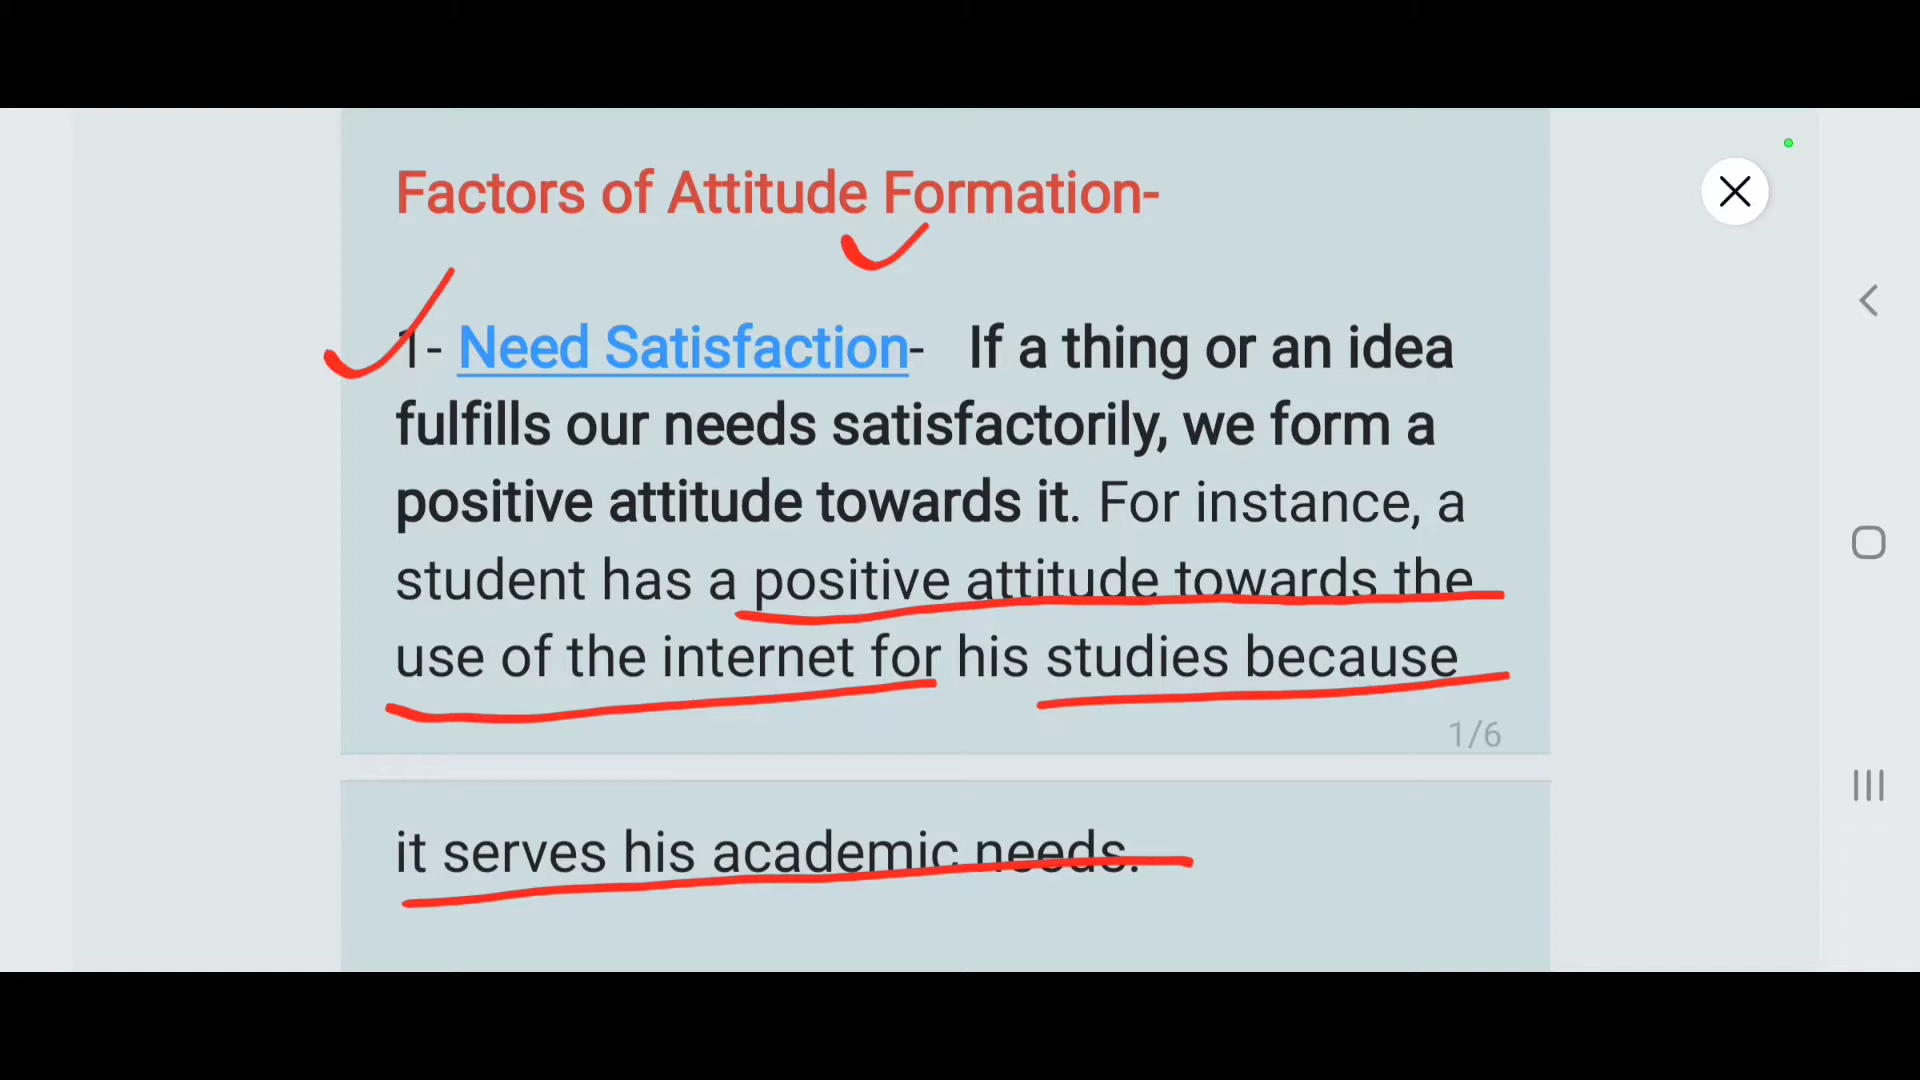 Factors of Attitude Formation-
1- Need Satisfaction- If a thing or an idea
fulfills our needs satisfactorily, we form a
positive attitude towards it. For instance, a
student has a positive attitude towards the
use of the internet for his studies because
1/6
it serves his academic needs.